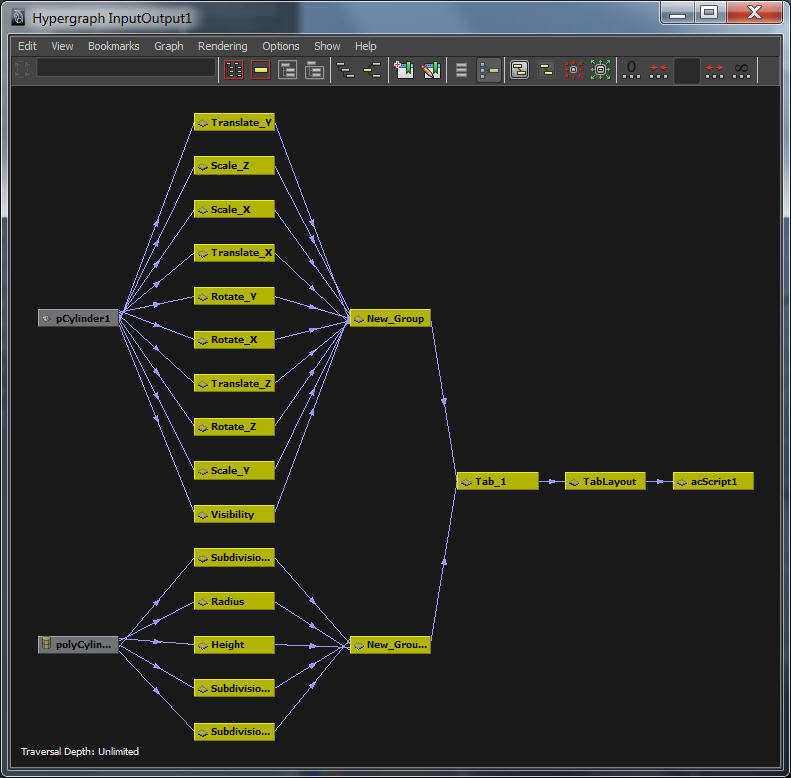 Hypergraph InputOutput1
Edit View Bookmarks Graph Rendering Options Show Help
0 ∞
Translate_Y
Scale_Z
Scale_X
Translate_X
Rotate_Y
pCylinder1
New_Group
Rotate_X
Translate_Z
Rotate_Z
Scale_Y
Tab_1
TabLayout
acScript1
Visibility
Subdivisio...
Radius
polyCylin...
Height
New_Grou...
Subdivisio...
Subdivisio...
Traversal Depth: Unlimited